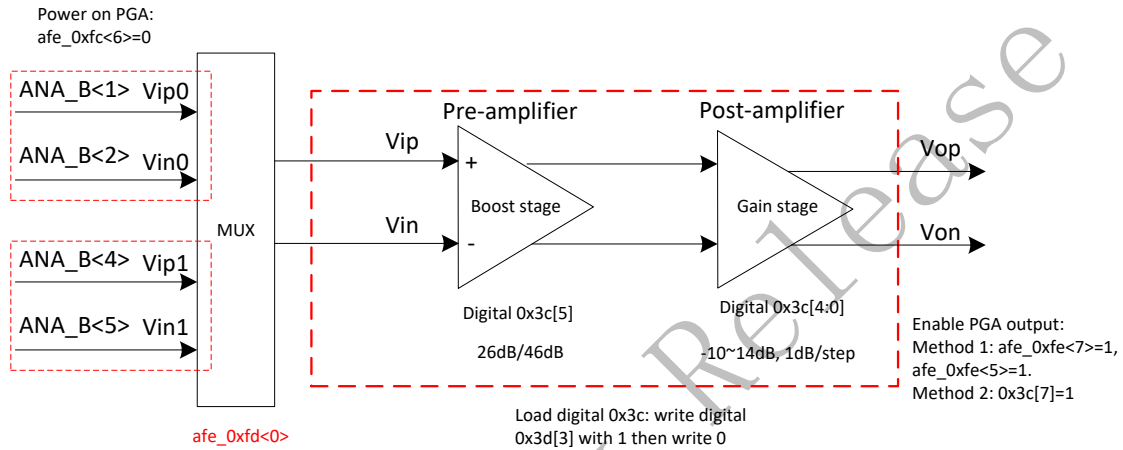 Power on PGA:
afe_0xfc<6>=0
ANA_B<1> Vip0
ANA_B<2> Vin0
ANA_B<4> Vip1
ANA_B<5> Vin1
MUX
afe_0xfd<0>
Vip
Vin
Pre-amplifier
+
Boost stage
-
Digital 0x3c[5]
26dB/46dB
Post-amplifier
Gain stage
Digital 0x3c[4:0]
-10~14dB, 1dB/step
Load digital 0x3c: write digital
0x3d[3] with 1 then write 0
Vop
Von
Enable PGA output:
Method 1: afe_0xfe<7>=1,
afe_0xfe<5>=1.
Method 2: 0x3c[7]=1
Release